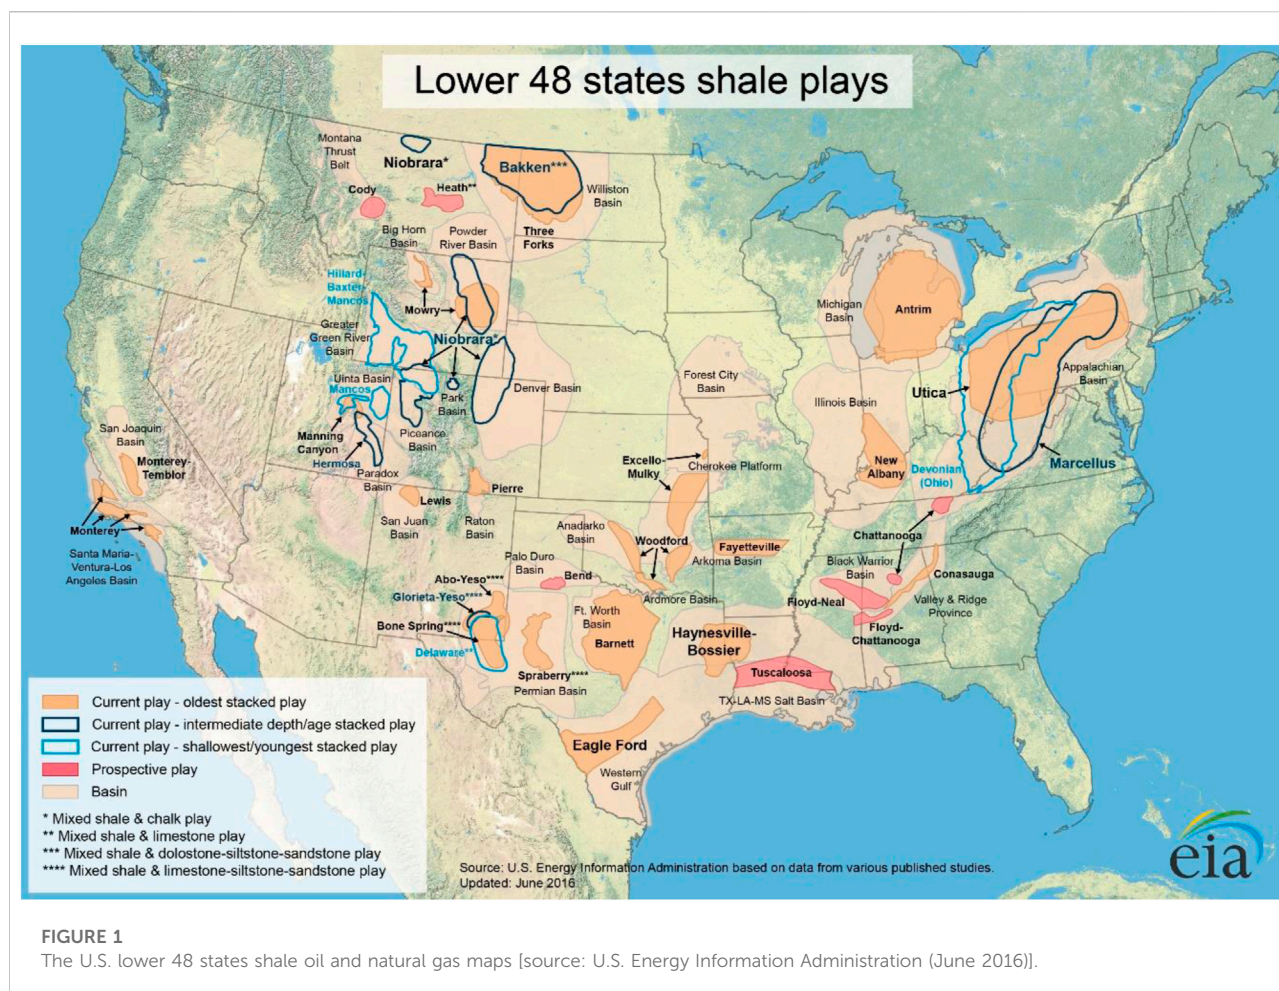 Lower 48 states shale plays
Montana
Thrust
Belt
Niobrara*
Bakken***
Williston
Basin
Cody
Heath**
Big Horn
Basin
Powder
River Basin
Three
Forks
Hillard-
Baxter-
Mancos
Mowry
Greater
Green River
Basin
Niobrara*
Michigan
Basin
Antrim
Uinta Basin
Mancos
Park
Basin
Denver Basin
Forest City
Basin
Illinois Basin
Utica
Appalachian
Basin
San Joaquin
Basin
Monterey-
Temblor
Manning
Canyon
Piceance
Basin
Hermosa
Paradox
Basin
Excello-
Mulky
Cherokee Platform
New
Albany
Devonian
(Ohio)
Marcellus
Lewis
Pierre
Monterey
San Juan
Basin
Raton
Basin
Anadarko
Basin
Woodford
Fayetteville
Arkoma Basin
Chattanooga
Santa Maria-
Ventura-Los
Angeles Basin
Palo Duro
Basin
Bend
Black Warrior
Basin
Conasauga
Abo-Yeso****
Glorieta-Yeso****
Ardmore Basin
Floyd-Neal
Valley & Ridge
Province
Bone Spring****
Delaware**
Ft. Worth
Basin
Barnett
Haynesville-
Bossier
Floyd-
Chattanooga
Spraberry****
Permian Basin
Tuscaloosa
TX-LA-MS Salt Basin
Eagle Ford
Western
Gulf
Current play - oldest stacked play
Current play - intermediate depth/age stacked play
Current play - shallowest/youngest stacked play
Prospective play
Basin
* Mixed shale & chalk play
** Mixed shale & limestone play
*** Mixed shale & dolostone-siltstone-sandstone play
**** Mixed shale & limestone-siltstone-sandstone play
Source: U.S. Energy Information Administration based on data from various published studies.
Updated: June 2016
eia
FIGURE 1
The U.S. lower 48 states shale oil and natural gas maps [source: U.S. Energy Information Administration (June 2016)].